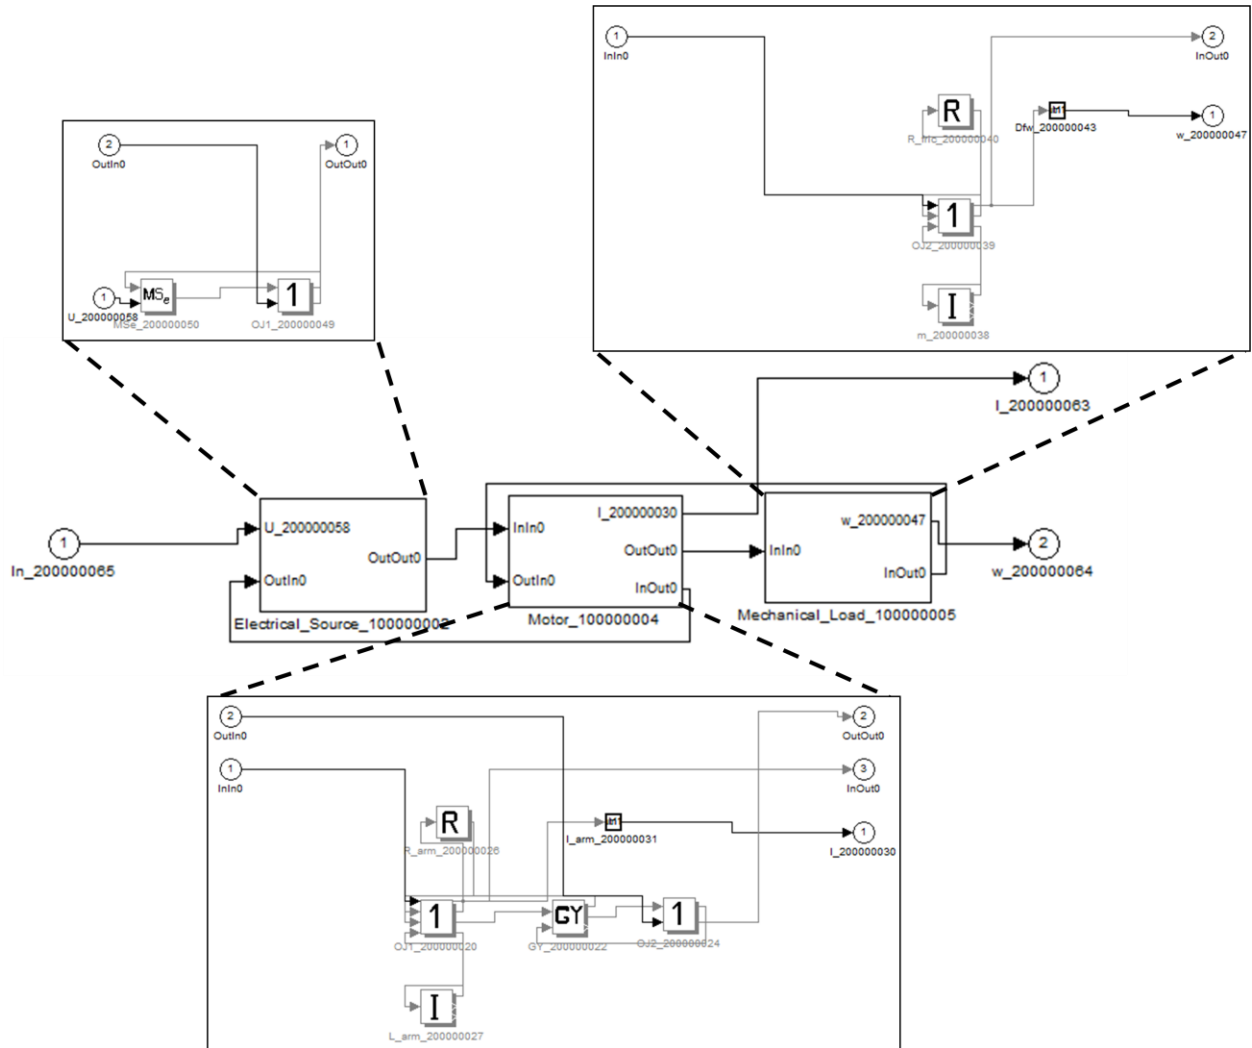 1
InIn0
2
InOut0
R
R_fric_200000040
Dfw_200000043
1
w_200000047
1
OJ2_200000039
I
m_200000038
2
OutIn0
1
OutOut0
1
U_200000058
MSe
MSe_200000050
1
OJ1_200000049
1
I_200000063
1
In_200000065
U_200000058
OutOut0
OutIn0
Electrical_Source_100000002
I_200000030
InIn0
OutOut0
OutIn0
InOut0
Motor_100000004
w_200000047
InIn0
InOut0
Mechanical_Load_100000005
2
w_200000064
2
OutIn0
2
OutOut0
1
InIn0
3
InOut0
R
R_arm_200000026
I_arm_200000031
1
I_200000030
1
OJ1_200000020
GY
GY_200000022
1
OJ2_200000024
I
L_arm_200000027